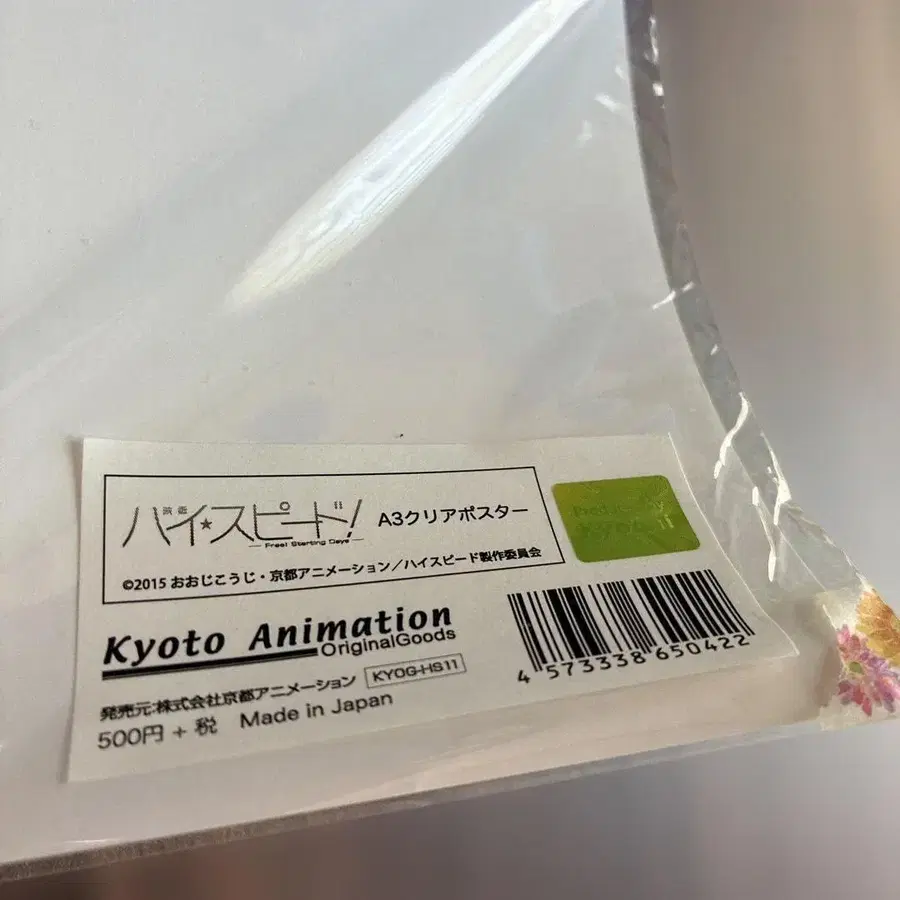 映画
ハイ☆スピード!
Free! Starting Days
A3クリアポスター
©2015 おおじこうじ・京都アニメーション/ハイスピード製作委員会
Produced by
Kyoto Animation
OriginalGoods
発売元:株式会社京都アニメーション KYOG-HS11
500円 + 税 Made in Japan
4 573338 650422